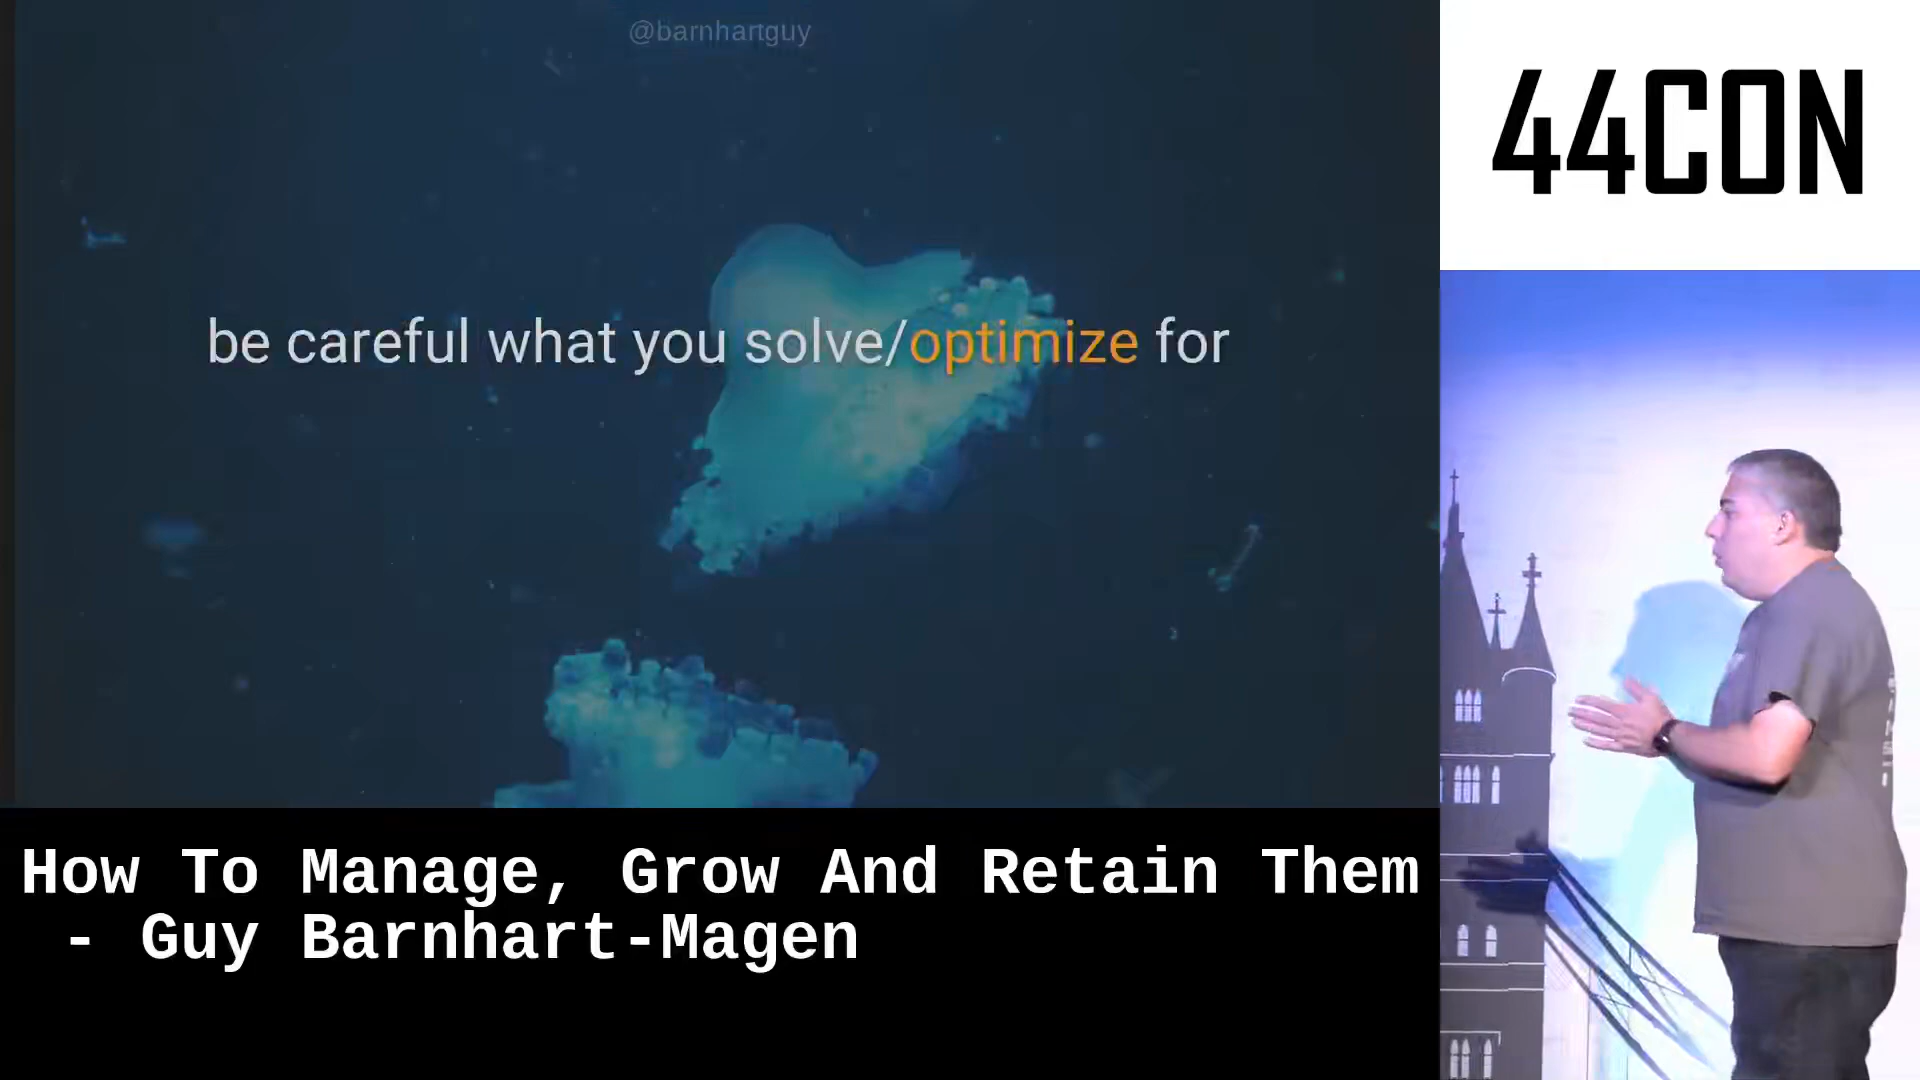 @barnhartguy
44CON
be careful what you solve/optimize for
How To Manage, Grow And Retain Them
- Guy Barnhart-Magen